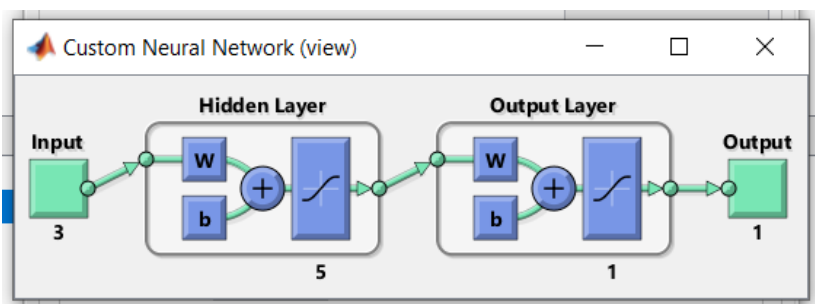 Custom Neural Network (view)
Hidden Layer
Output Layer
Input
Output
W
W
b
b
3
5
1
1